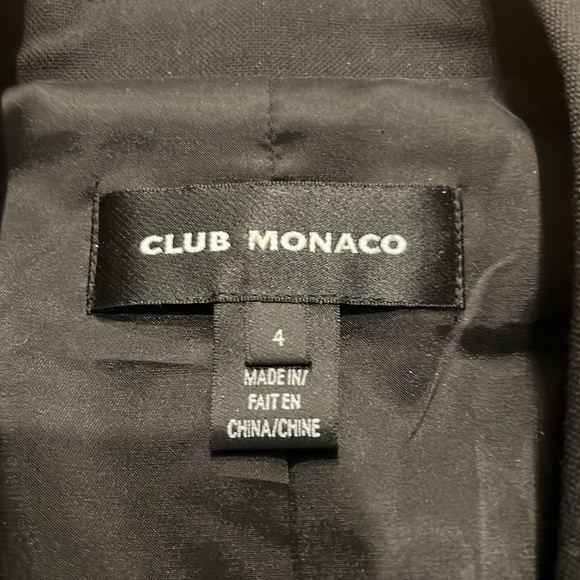 CLUB MONACO
4
MADE IN/
FAIT EN
CHINA/CHINE